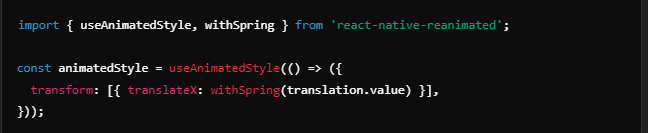 import { useAnimatedStyle, withSpring } from 'react-native-reanimated';
const animatedStyle = useAnimatedStyle(() => ({
  transform: [{ translateX: withSpring(translation.value) }],
}));